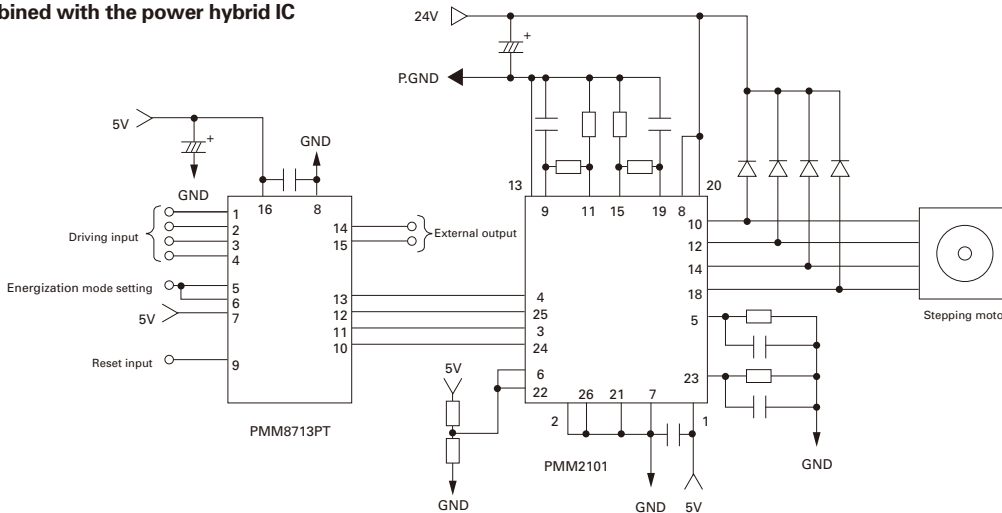 bined with the power hybrid IC
24V
+
P.GND
5V
+
GND
GND
16
8
13
9
11
15
19
8
20
Driving input
1
2
3
4
14
15
External output
10
12
14
18
Energization mode setting
5
6
5V
7
13
12
11
10
4
25
3
24
5
Stepping moto
Reset input
9
5V
6
22
23
26
21
7
2
1
PMM8713PT
PMM2101
GND
GND
GND
5V